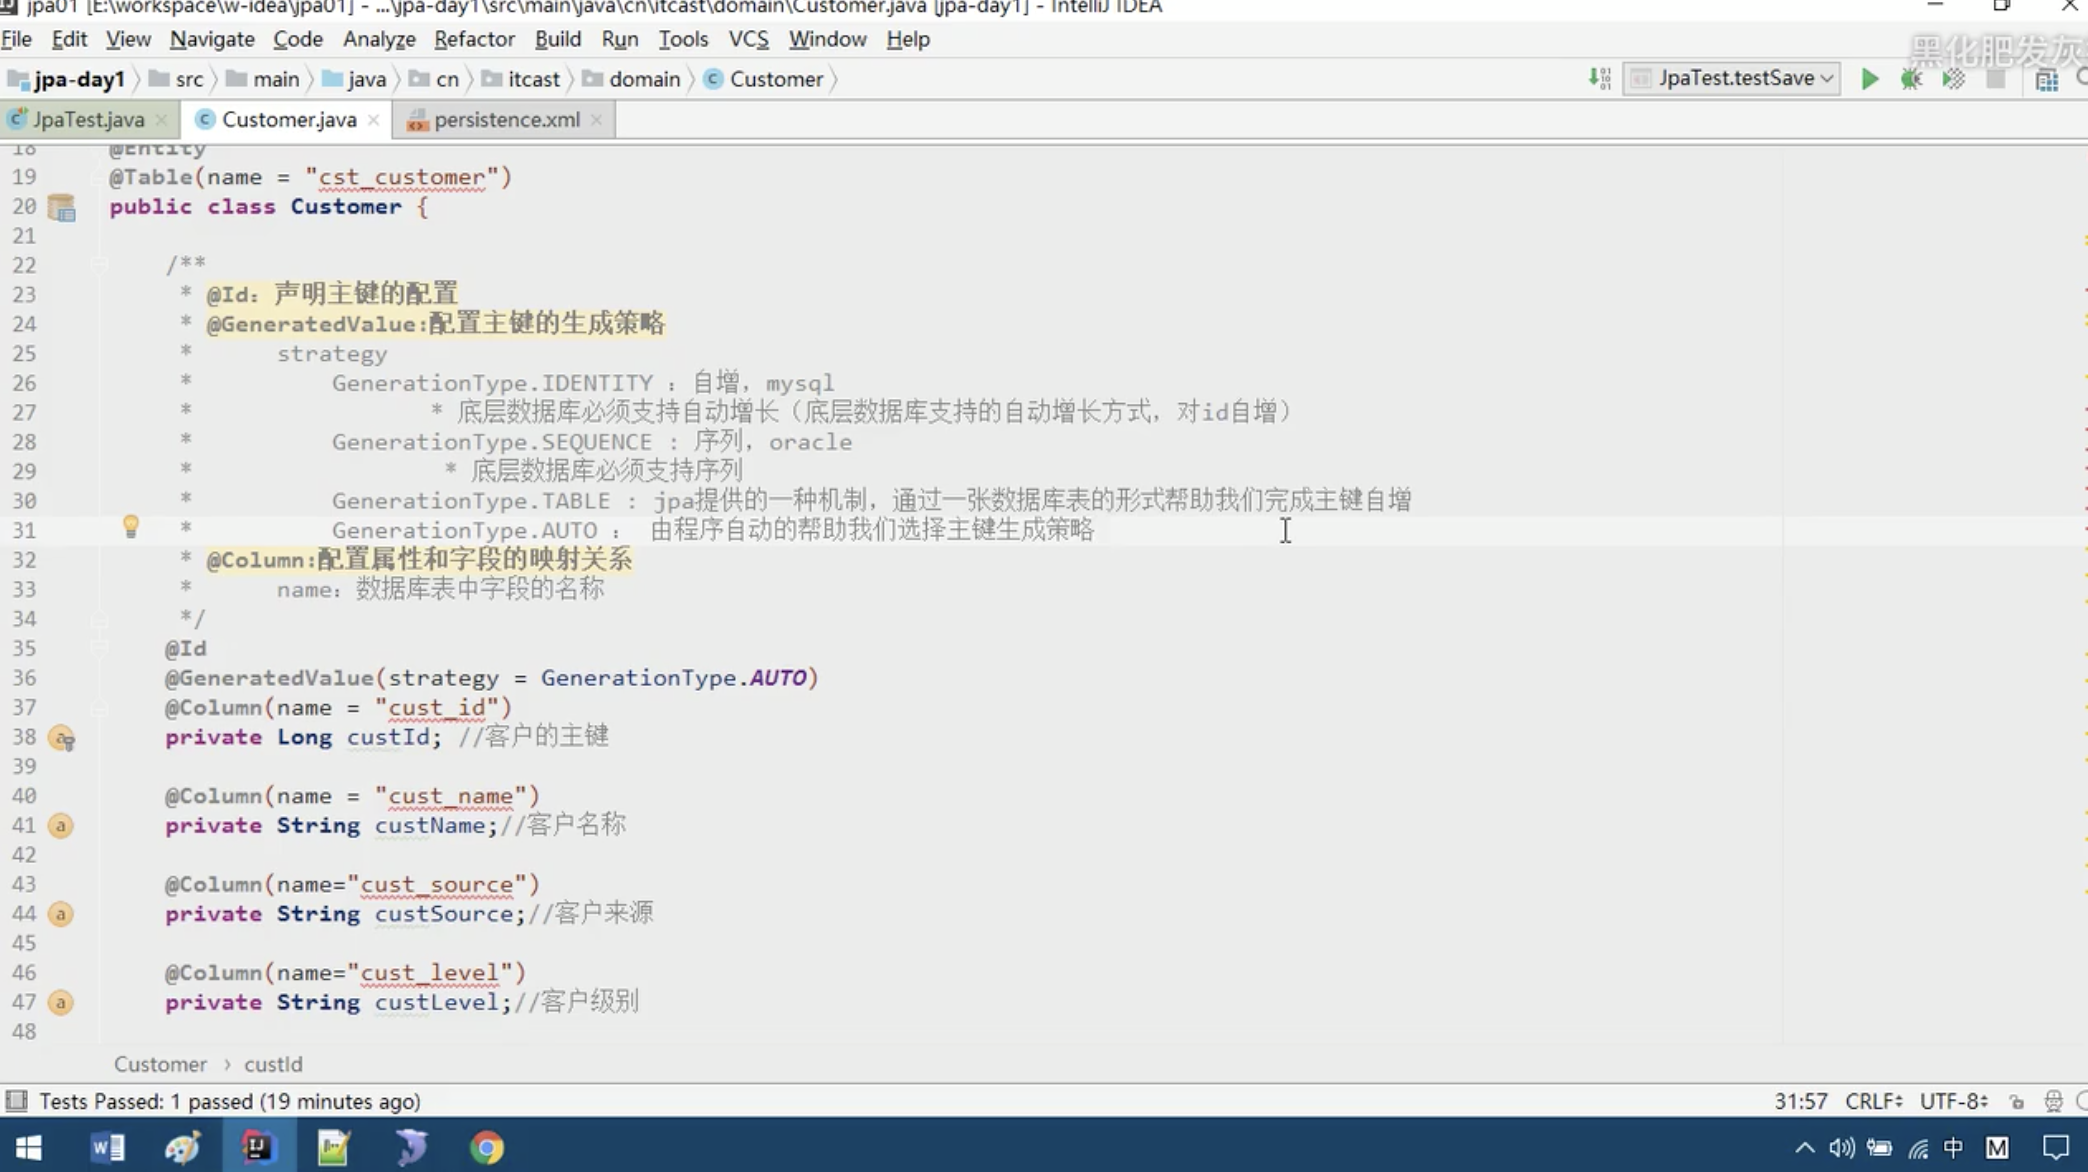 jpa01 [E:\workspace\w-idea\jpa01] - ...\jpa-day1\src\main\java\cn\itcast\domain\Customer.java [jpa-day1] - IntelliJ IDEA
File Edit View Navigate Code Analyze Refactor Build Run Tools VCS Window Help
黑化肥发灰
jpa-day1 src main java cn itcast domain Customer JpaTest.testSave
JpaTest.java Customer.java persistence.xml
18 @Entity
19 @Table(name = "cst_customer")
20 public class Customer {
21
22 /**
23 * @Id: 声明主键的配置
24 * @GeneratedValue:配置主键的生成策略
25 * strategy
26 * GenerationType.IDENTITY : 自增, mysql
27 * * 底层数据库必须支持自动增长（底层数据库支持的自动增长方式, 对id自增）
28 * GenerationType.SEQUENCE : 序列, oracle
29 * * 底层数据库必须支持序列
30 * GenerationType.TABLE : jpa提供的一种机制, 通过一张数据库表的形式帮助我们完成主键自增
31 * GenerationType.AUTO : 由程序自动的帮助我们选择主键生成策略
32 * @Column:配置属性和字段的映射关系
33 * name: 数据库表中字段的名称
34 */
35 @Id
36 @GeneratedValue(strategy = GenerationType.AUTO)
37 @Column(name = "cust_id")
38 private Long custId; //客户的主键
39
40 @Column(name = "cust_name")
41 private String custName;//客户名称
42
43 @Column(name="cust_source")
44 private String custSource;//客户来源
45
46 @Column(name="cust_level")
47 private String custLevel;//客户级别
48
Customer › custId
Tests Passed: 1 passed (19 minutes ago) 31:57 CRLF UTF-8
中 M